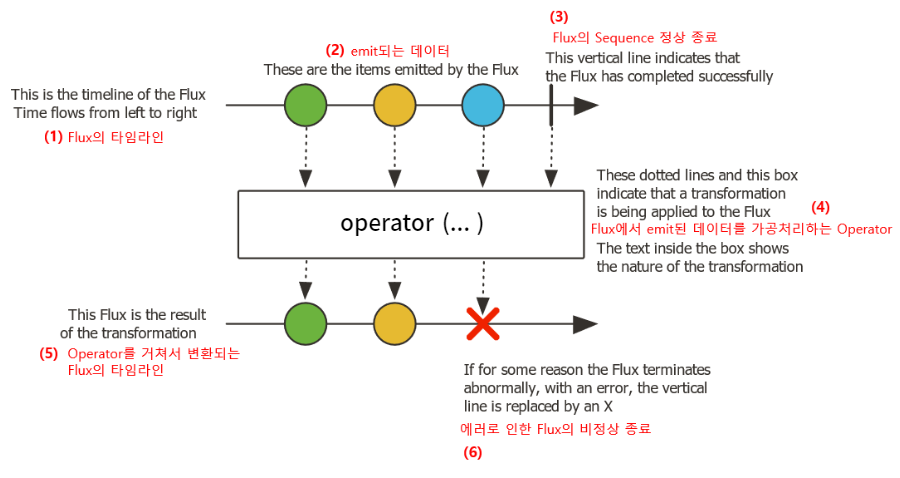 (3)
Flux의 Sequence 정상 종료
(2) emit되는 데이터
These are the items emitted by the Flux
This vertical line indicates that
the Flux has completed successfully
This is the timeline of the Flux
Time flows from left to right
(1) Flux의 타임라인
These dotted lines and this box
indicate that a transformation
is being applied to the Flux
(4)
Flux에서 emit된 데이터를 가공처리하는 Operator
The text inside the box shows
the nature of the transformation
operator (... )
This Flux is the result
of the transformation
(5) Operator를 거쳐서 변환되는
Flux의 타임라인
If for some reason the Flux terminates
abnormally, with an error, the vertical
line is replaced by an X
에러로 인한 Flux의 비정상 종료
(6)